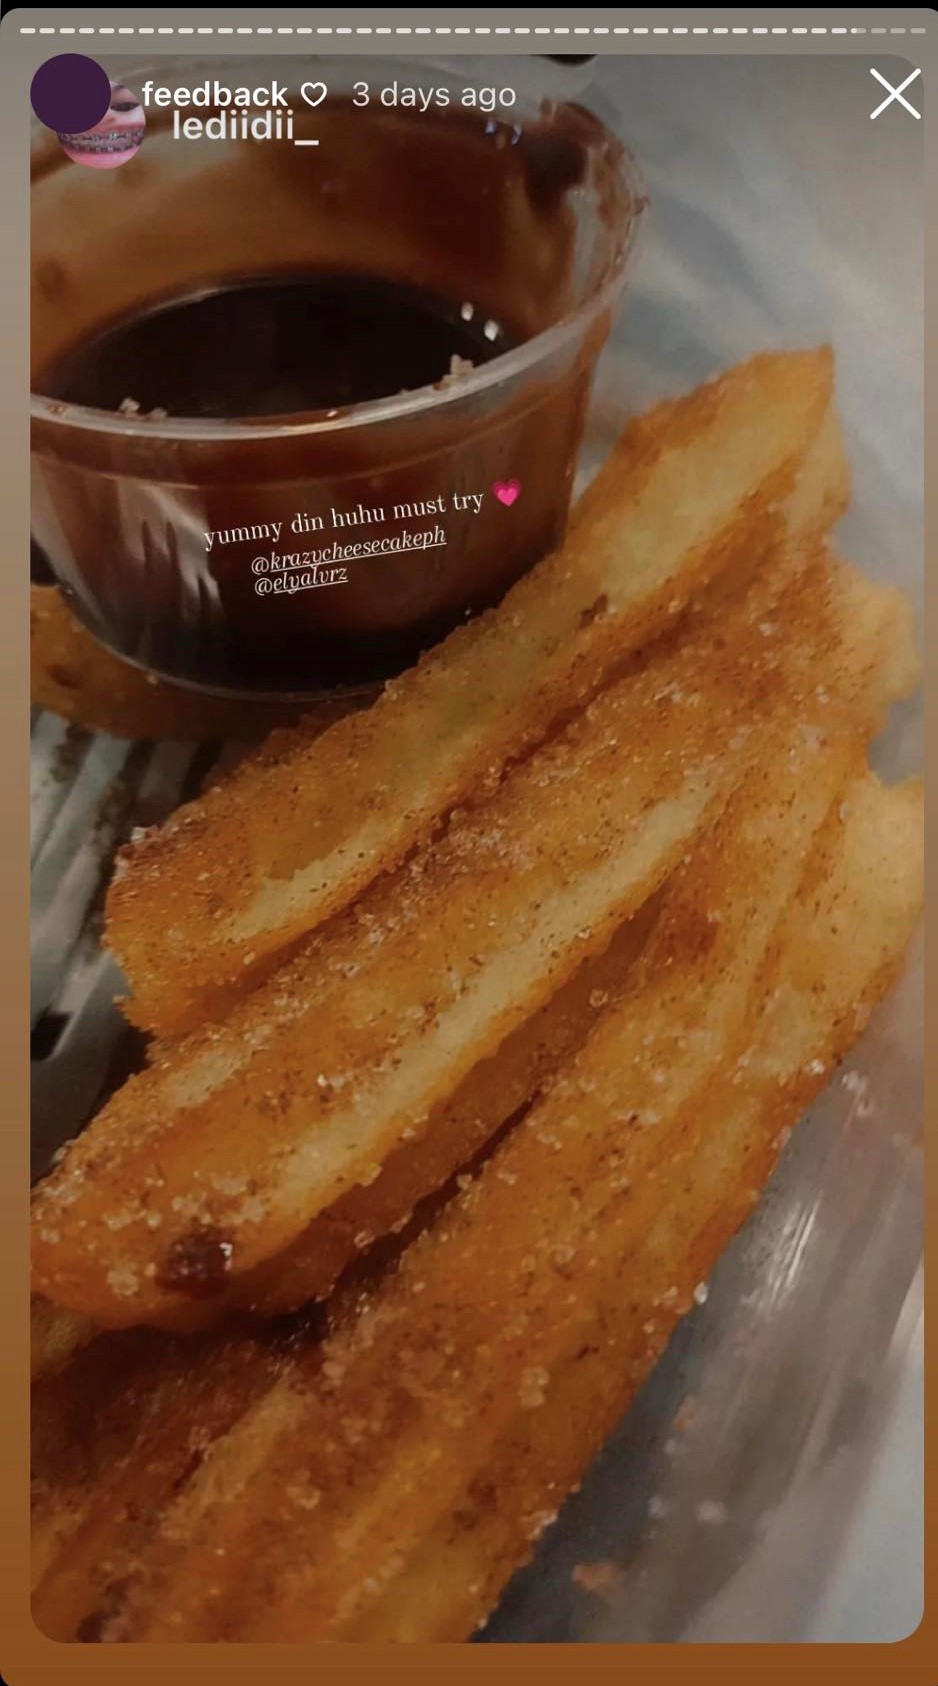 feedback ♡ 3 days ago
lediidii_
yummy din huhu must try 💗
@krazycheesecakeph
@elyalvrz